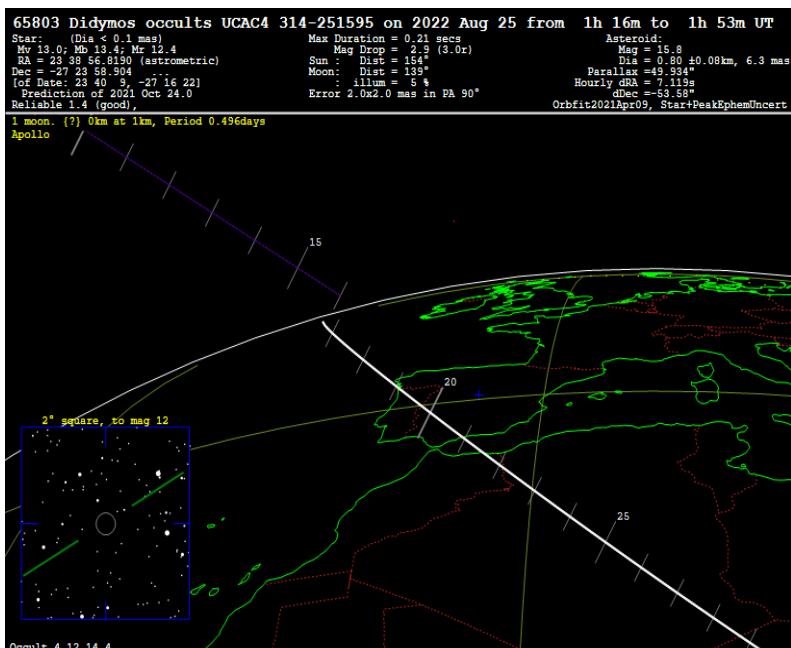 65803 Didymos occults UCAC4 314-251595 on 2022 Aug 25 from  1h 16m to  1h 53m UT
Star:    (Dia < 0.1 mas)
Mv 13.0; Mb 13.4; Mr 12.4
RA = 23 38 56.8190 (astrometric)
Dec = -27 23 58.904  ...
[of Date: 23 40  9, -27 16 22]
Prediction of 2021 Oct 24.0
Reliable 1.4 (good),
Max Duration = 0.21 secs
Mag Drop =  2.9 (3.0r)
Sun :   Dist = 154°
Moon:   Dist = 139°
:  illum =  5 %
Error 2.0x2.0 mas in PA 90°
Asteroid:
Mag = 15.8
Dia = 0.80 ±0.08km, 6.3 mas
Parallax =49.934"
Hourly dRA =7.119s
dDec =-53.58"
Orbfit2021Apr09, Star+PeakEphemUncert
1 moon. {?} 0km at 1km, Period 0.496days
Apollo
15
20
2° square, to mag 12
25
Occult 4.12.14.4